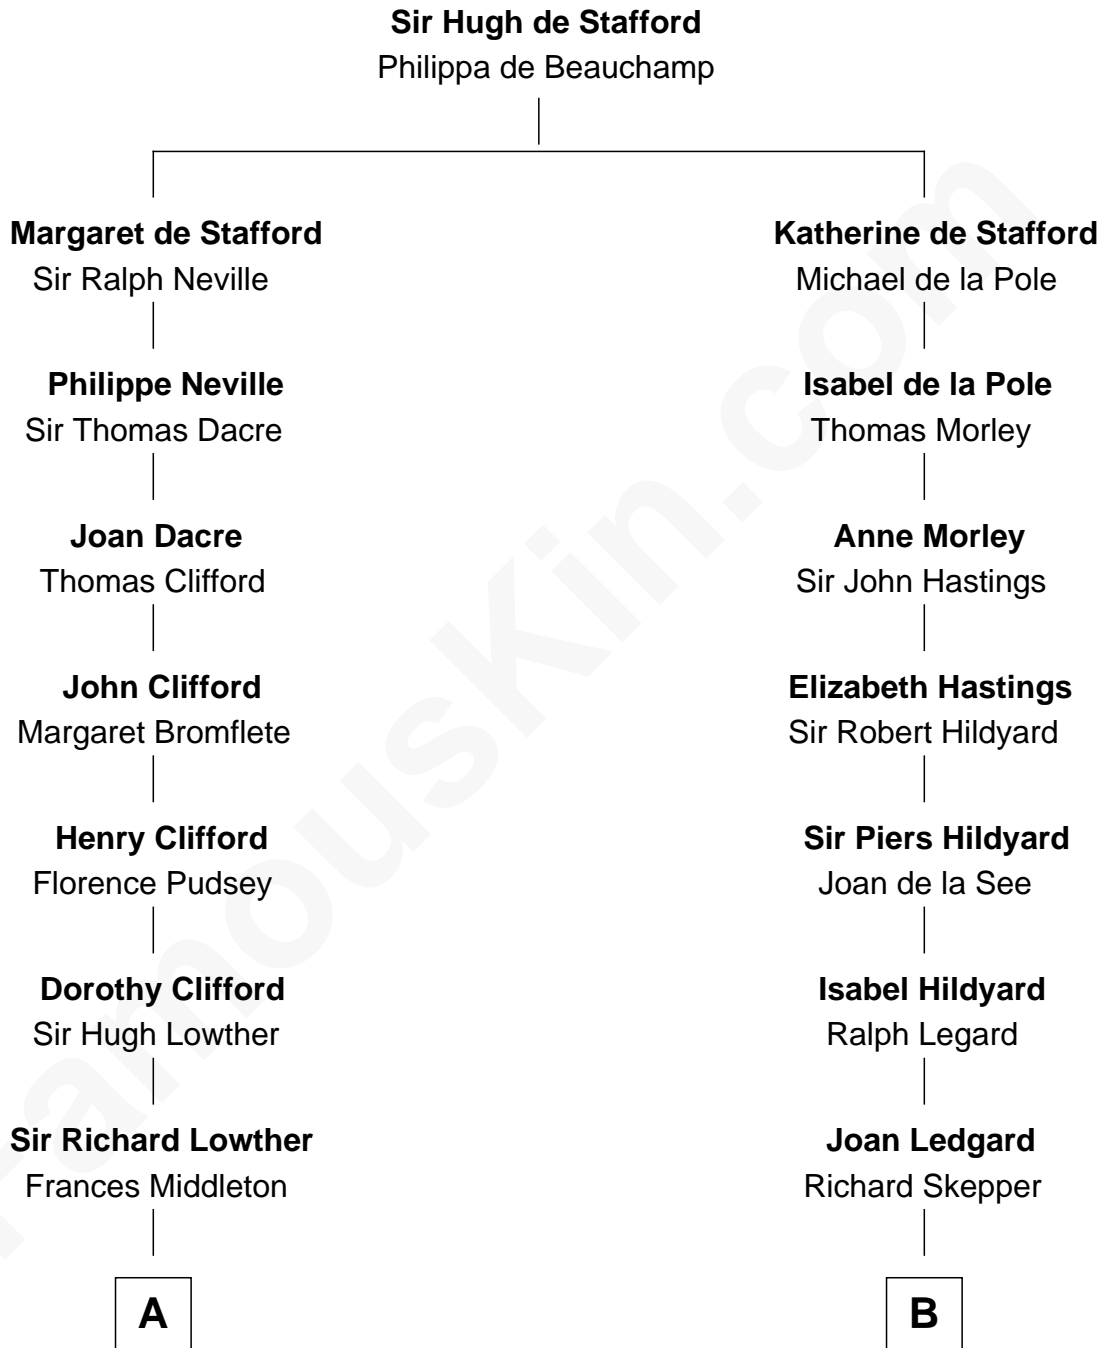 Sir Hugh de Stafford
Philippa de Beauchamp
Margaret de Stafford
Sir Ralph Neville
Katherine de Stafford
Michael de la Pole
Philippe Neville
Sir Thomas Dacre
Isabel de la Pole
Thomas Morley
Joan Dacre
Thomas Clifford
Anne Morley
Sir John Hastings
John Clifford
Margaret Bromflete
Elizabeth Hastings
Sir Robert Hildyard
Henry Clifford
Florence Pudsey
Sir Piers Hildyard
Joan de la See
Dorothy Clifford
Sir Hugh Lowther
Isabel Hildyard
Ralph Legard
Sir Richard Lowther
Frances Middleton
Joan Ledgard
Richard Skepper
A
B
FamousKin.com